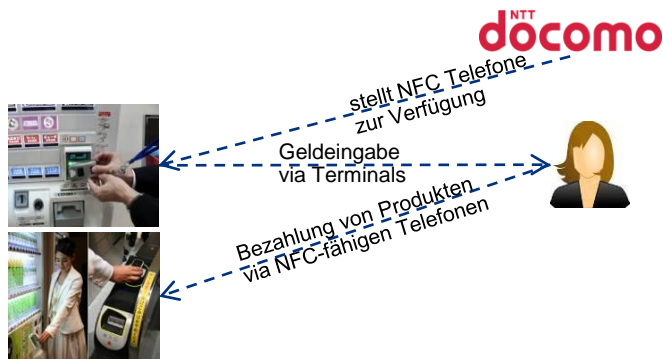 NTT
docomo
stellt NFC Telefone
zur Verfügung
Geldeingabe
via Terminals
Bezahlung von Produkten
via NFC-fähigen Telefonen